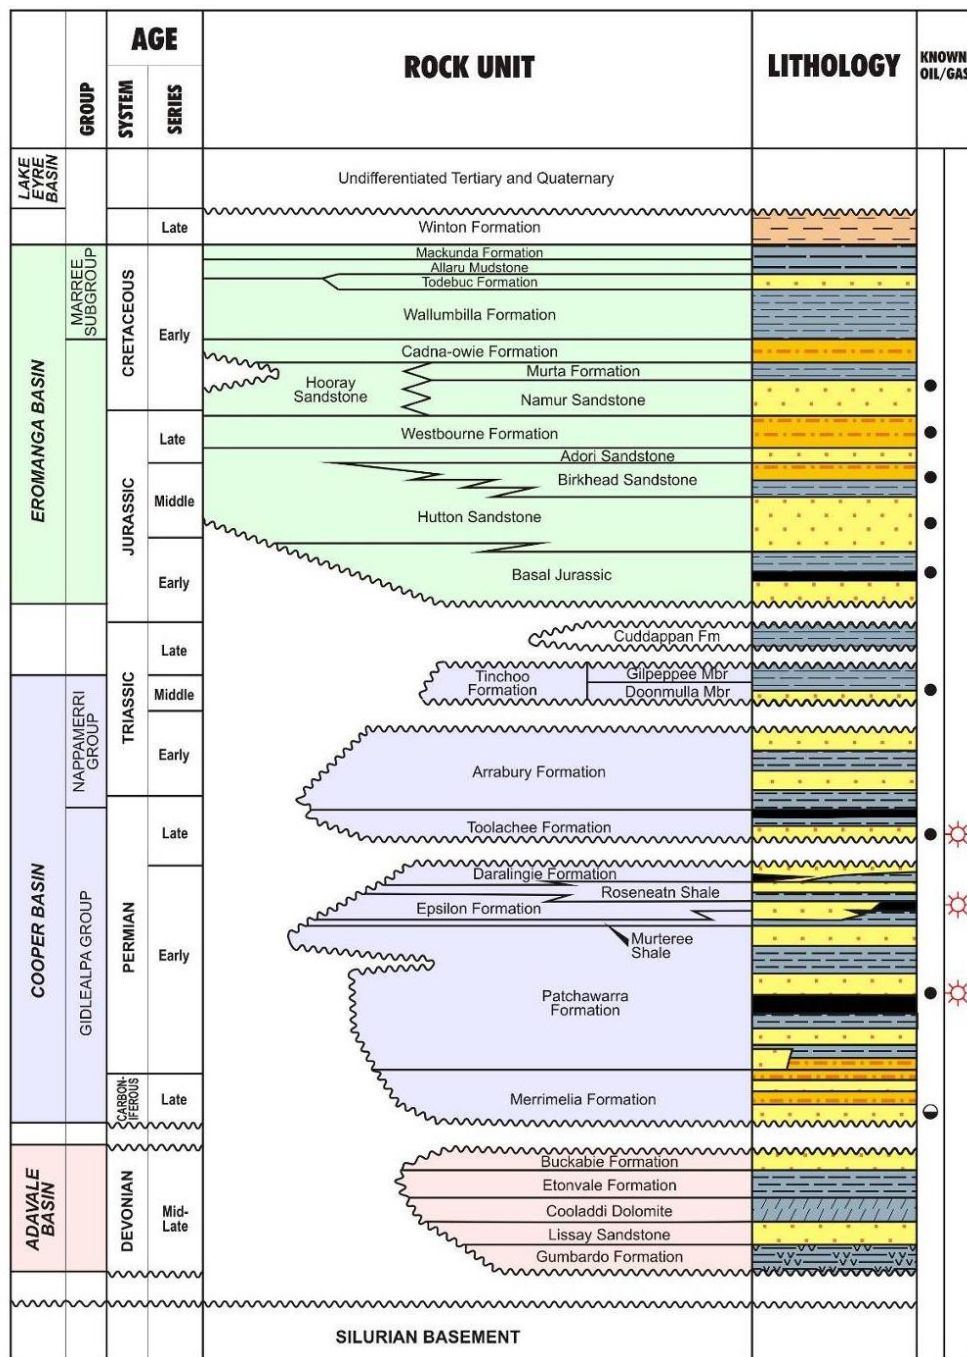 AGE
ROCK UNIT
LITHOLOGY
KNOWN
OIL/GAS
GROUP
SYSTEM
SERIES
LAKE
EYRE
BASIN
Undifferentiated Tertiary and Quaternary
Late
Winton Formation
EROMANGA BASIN
MARREE
SUBGROUP
CRETACEOUS
Early
Mackunda Formation
Allaru Mudstone
Todebuc Formation
Wallumbilla Formation
Cadna-owie Formation
Murta Formation
Hooray
Sandstone
Namur Sandstone
JURASSIC
Late
Westbourne Formation
Adori Sandstone
Birkhead Sandstone
Middle
Hutton Sandstone
Early
Basal Jurassic
TRIASSIC
Late
Cuddappan Fm
COOPER BASIN
NAPPAMERRI
GROUP
Middle
Tinchoo
Formation
Gilpeppee Mbr
Doonmulla Mbr
Early
Arrabury Formation
GIDLEALPA GROUP
PERMIAN
Late
Toolachee Formation
Early
Daralingie Formation
Roseneatn Shale
Epsilon Formation
Murteree
Shale
Patchawarra
Formation
CARBON-
IFEROUS
Late
Merrimelia Formation
ADAVALE
BASIN
DEVONIAN
Mid-
Late
Buckabie Formation
Etonvale Formation
Cooladdi Dolomite
Lissay Sandstone
Gumbardo Formation
SILURIAN BASEMENT